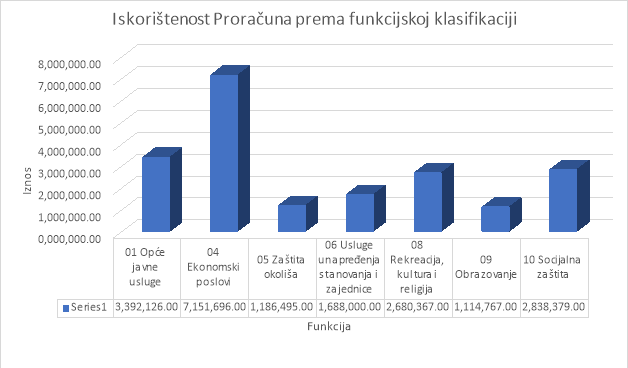 Iskorištenost Proračuna prema funkcijskoj klasifikaciji
8,000,000.00
7,000,000.00
6,000,000.00
5,000,000.00
4,000,000.00
3,000,000.00
2,000,000.00
1,000,000.00
0,000,000.00
Iznos
01 Opće
javne
usluge
04
Ekonomski
poslovi
05 Zaštita
okoliša
06 Usluge
unapređenja
stanovanja i
zajednice
08
Rekreacija,
kultura i
religija
09
Obrazovanje
10 Socijalna
zaštita
Series1 3,392,126.00 7,151,696.00 1,186,495.00 1,688,000.00 2,680,367.00 1,114,767.00 2,838,379.00
Funkcija